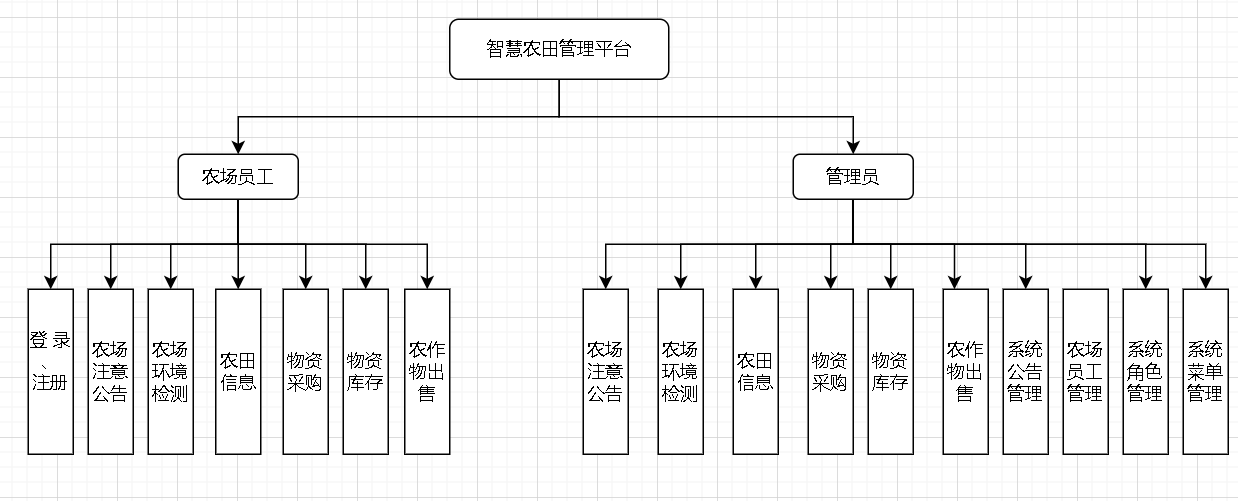 智慧农田管理平台
农场员工
管理员
登 录
、
注册
农场
注意
公告
农场
环境
检测
农田
信息
物资
采购
物资
库存
农作
物出
售
农场
注意
公告
农场
环境
检测
农田
信息
物资
采购
物资
库存
农作
物出
售
系统
公告
管理
农场
员工
管理
系统
角色
管理
系统
菜单
管理